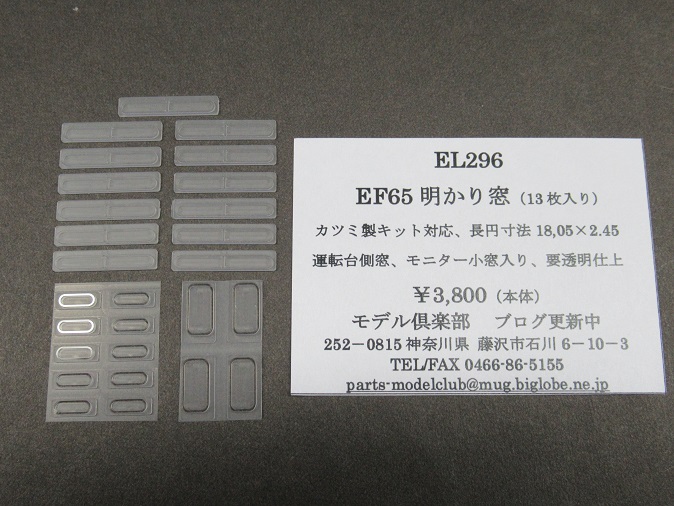 EL296
EF65 明かり窓（13枚入り）
カツミ製キット対応、長円寸法 18,05×2.45
運転台側窓、モニター小窓入り、要透明仕上
￥3,800（本体）
モデル倶楽部　ブログ更新中
252－0815 神奈川県 藤沢市石川 6－10－3
TEL/FAX 0466-86-5155
parts-modelclub@mug.biglobe.ne.jp